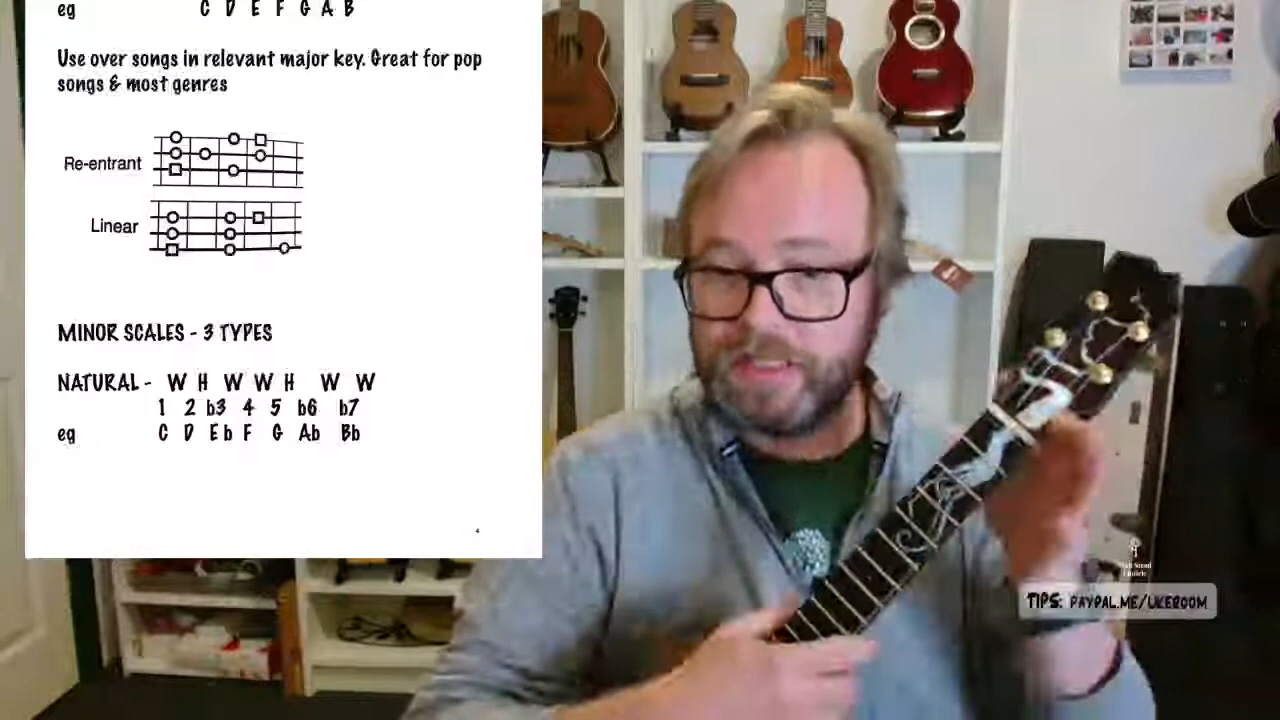 eg C D E F G A B
Use over songs in relevant major key. Great for pop
songs & most genres
Re-entrant
Linear
MINOR SCALES - 3 TYPES
NATURAL - W H W W H W W
1 2 b3 4 5 b6 b7
eg C D Eb F G Ab Bb
4
TIPS: PAYPAL.ME/UKEROOM